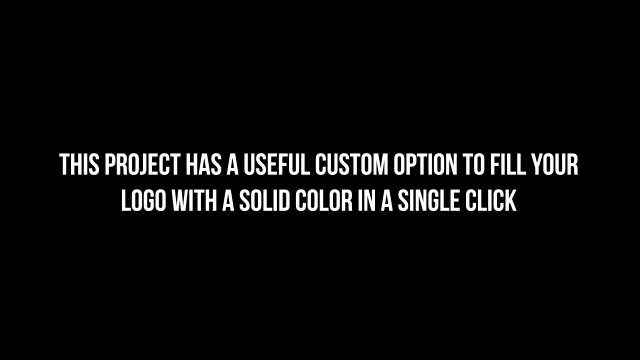 THIS PROJECT HAS A USEFUL CUSTOM OPTION TO FILL YOUR
LOGO WITH A SOLID COLOR IN A SINGLE CLICK